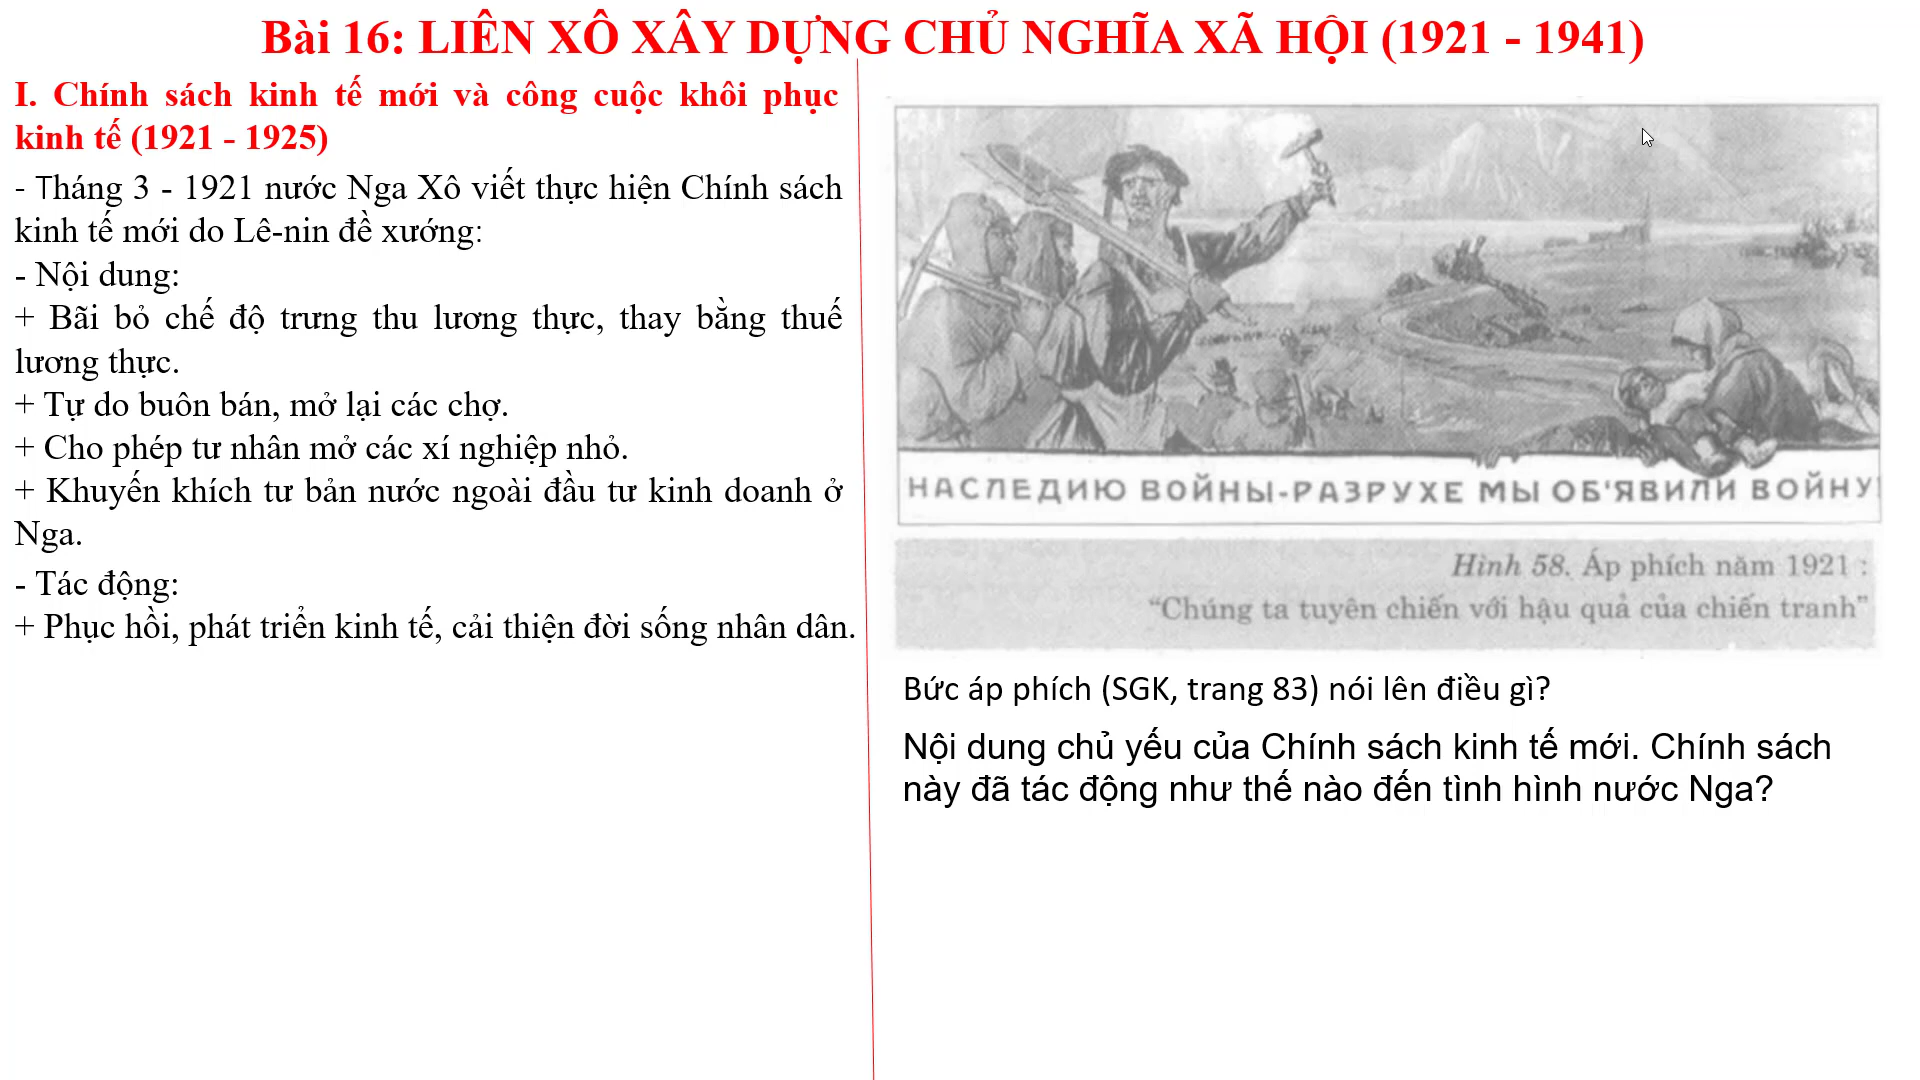 Bài 16: LIÊN XÔ XÂY DỰNG CHỦ NGHĨA XÃ HỘI (1921 - 1941)
I. Chính sách kinh tế mới và công cuộc khôi phục
kinh tế (1921 - 1925)
- Tháng 3 - 1921 nước Nga Xô viết thực hiện Chính sách
kinh tế mới do Lê-nin đề xướng:
- Nội dung:
+ Bãi bỏ chế độ trưng thu lương thực, thay bằng thuế
lương thực.
+ Tự do buôn bán, mở lại các chợ.
+ Cho phép tư nhân mở các xí nghiệp nhỏ.
+ Khuyến khích tư bản nước ngoài đầu tư kinh doanh ở
Nga.
- Tác động:
+ Phục hồi, phát triển kinh tế, cải thiện đời sống nhân dân.
НАСЛЕДИЮ ВОЙНЫ-РАЗРУХЕ МЫ ОБ'ЯВИЛИ ВОЙНУ!
Hình 58. Áp phích năm 1921 :
“Chúng ta tuyên chiến với hậu quả của chiến tranh”
Bức áp phích (SGK, trang 83) nói lên điều gì?
Nội dung chủ yếu của Chính sách kinh tế mới. Chính sách
này đã tác động như thế nào đến tình hình nước Nga?